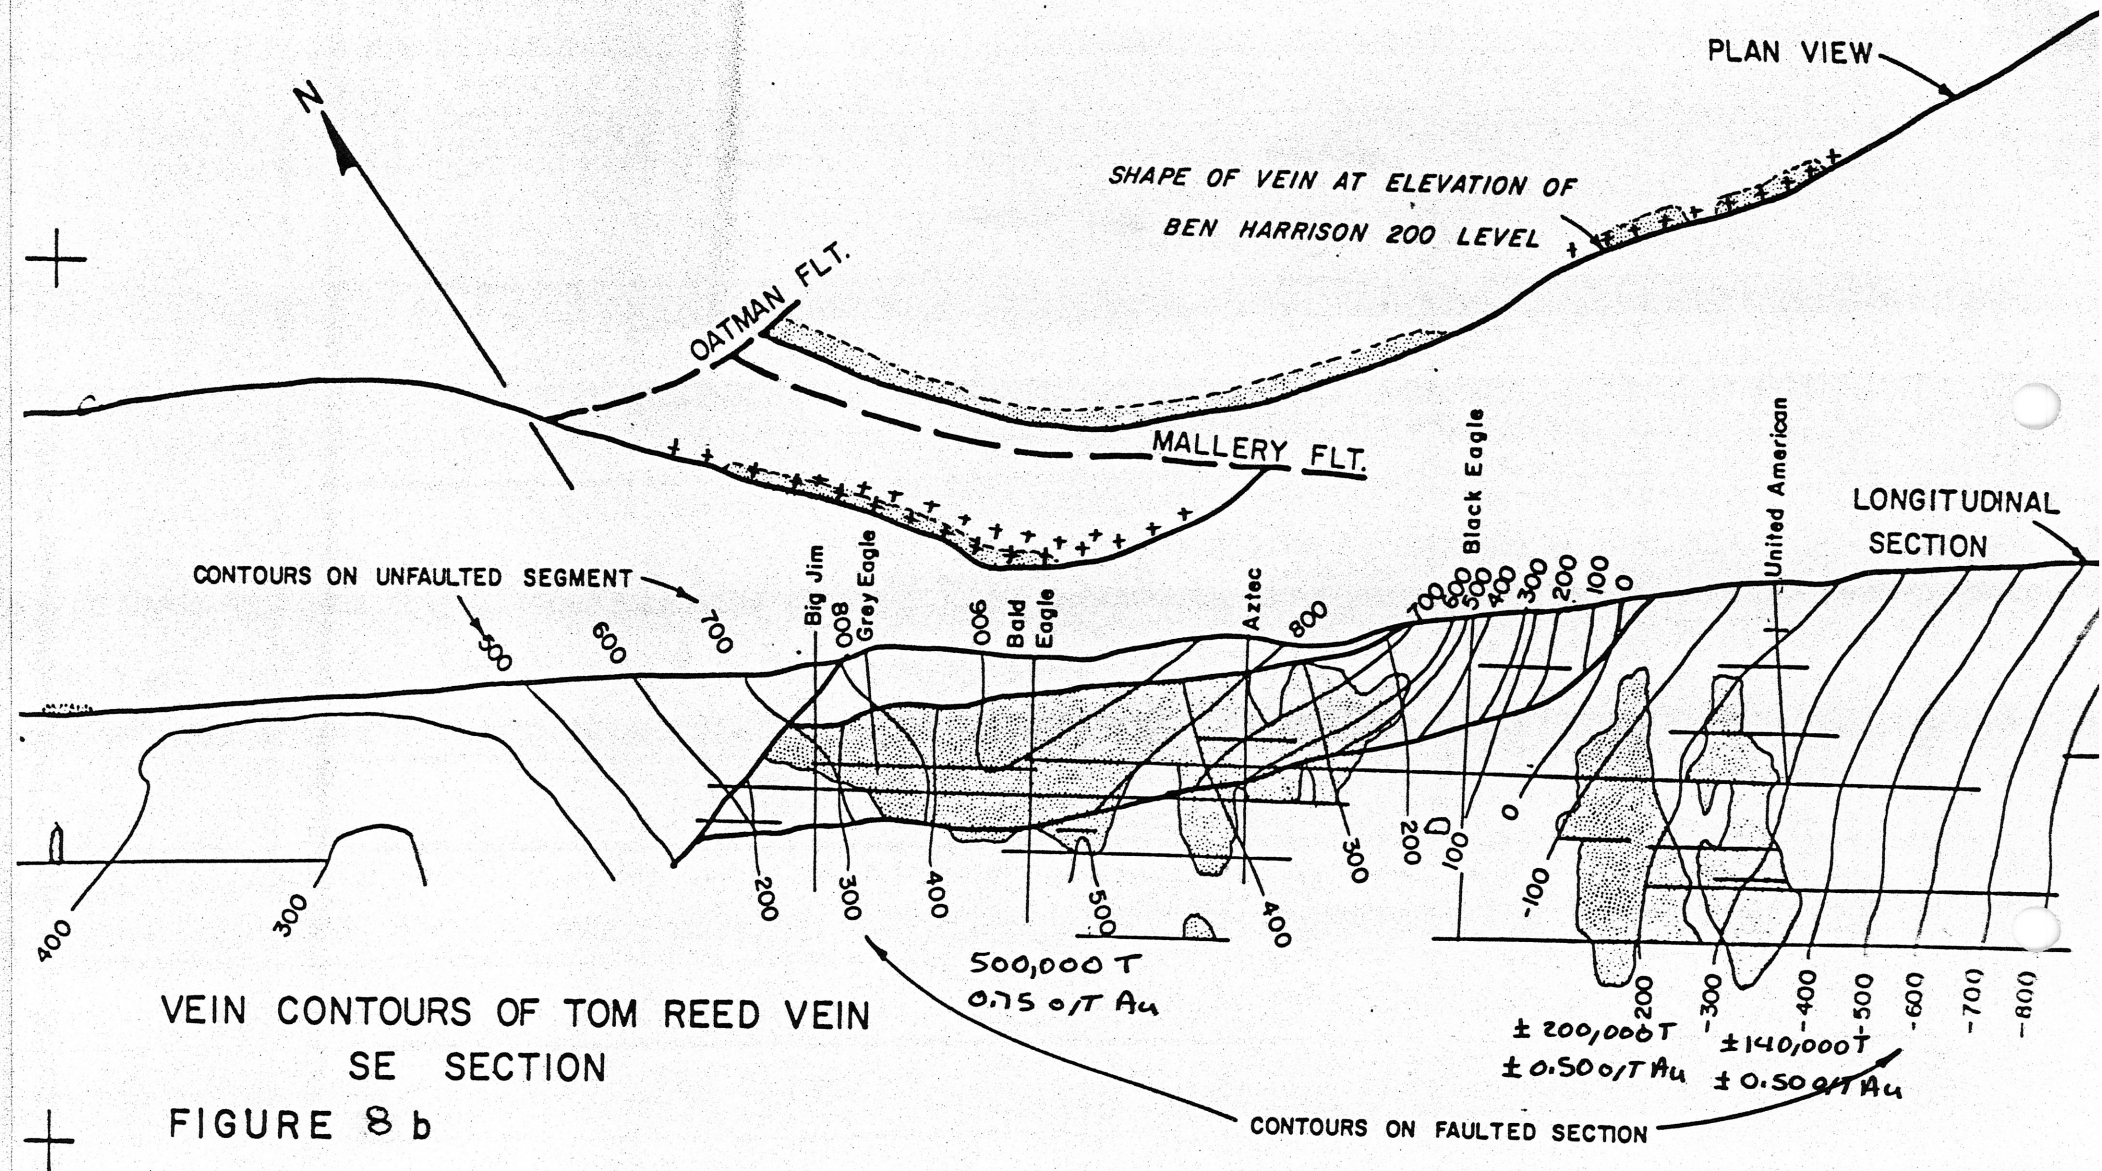 PLAN VIEW
N
SHAPE OF VEIN AT ELEVATION OF
BEN HARRISON 200 LEVEL
OATMAN FLT.
MALLERY FLT.
LONGITUDINAL
SECTION
CONTOURS ON UNFAULTED SEGMENT
500
600
700
Big Jim
800
Grey Eagle
900
Bald
Eagle
Aztec
800
700
600
500
400
300
200
100
0
Black Eagle
United American
400
300
200
300
400
500
400
300
200
100
0
-100
200
-300
-400
-500
-600
-700
-800
500,000 T
0.75 o/T Au
± 200,000 T
± 0.50 o/T Au
± 140,000 T
± 0.50 o/T Au
VEIN CONTOURS OF TOM REED VEIN
SE SECTION
FIGURE 8 b
CONTOURS ON FAULTED SECTION